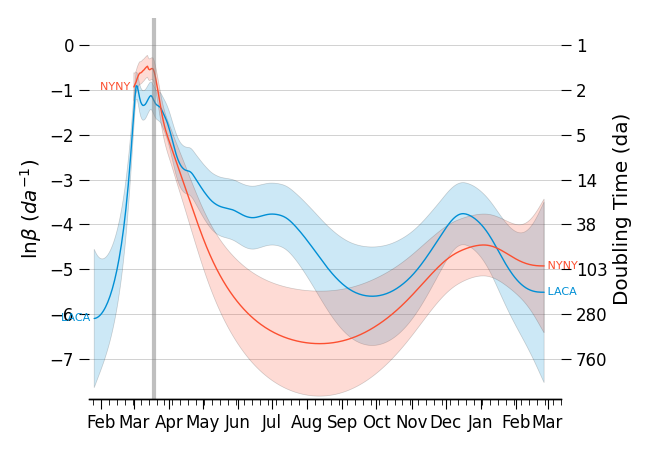 0
−1
−2
−3
−4
−5
−6
−7
lnβ (da⁻¹)
1
2
5
14
38
103
280
760
Doubling Time (da)
NYNY
LACA
NYNY
LACA
Feb Mar Apr May Jun Jul Aug Sep Oct Nov Dec Jan Feb Mar